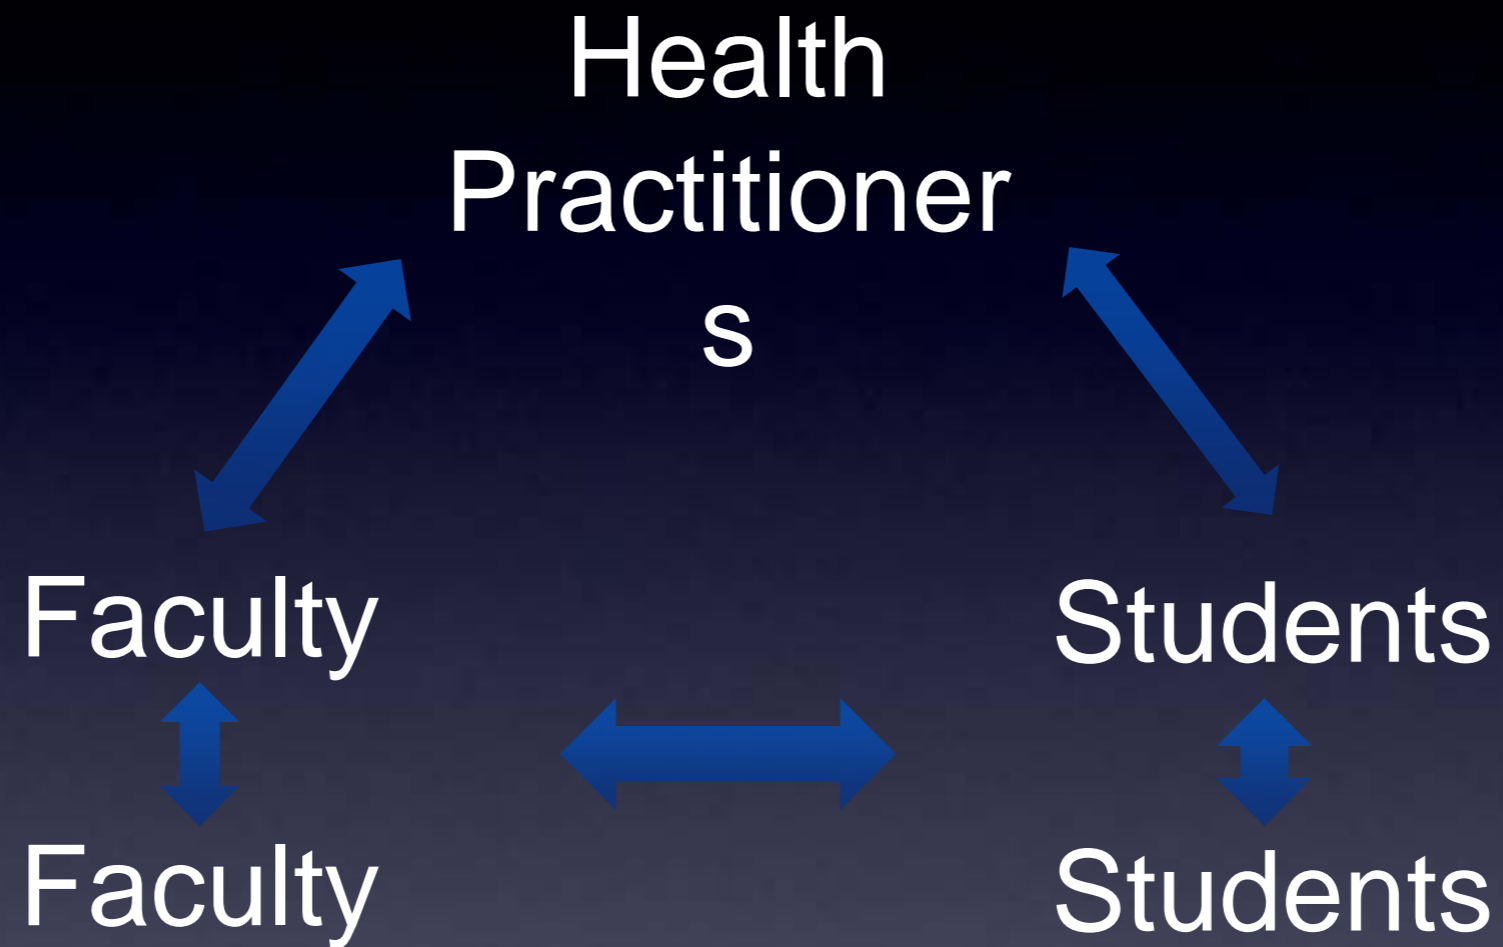 Health
Practitioner
s
Faculty
Students
Faculty
Students